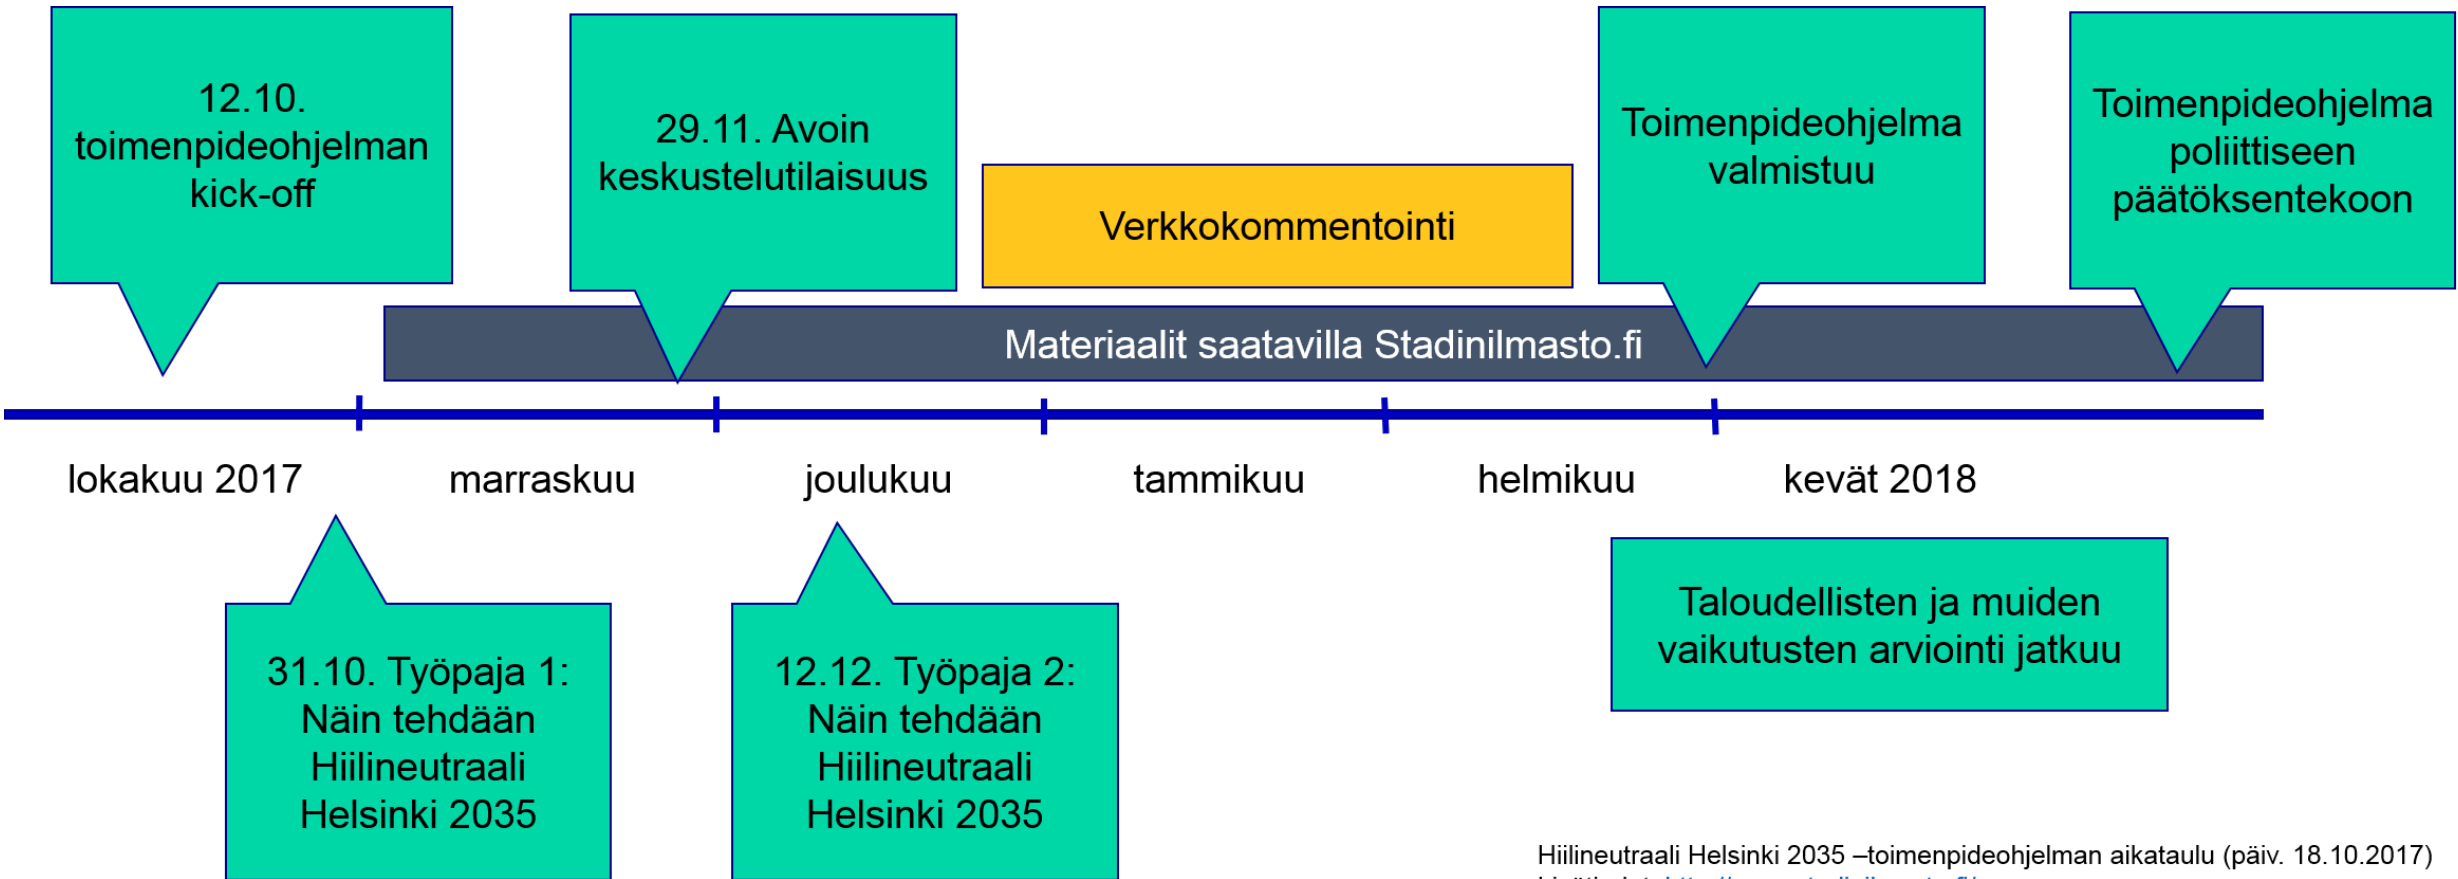 12.10.
toimenpideohjelman
kick-off
29.11. Avoin
keskustelutilaisuus
Verkkokommentointi
Toimenpideohjelma
valmistuu
Toimenpideohjelma
poliittiseen
päätöksentekoon
Materiaalit saatavilla Stadinilmasto.fi
lokakuu 2017
marraskuu
joulukuu
tammikuu
helmikuu
kevät 2018
31.10. Työpaja 1:
Näin tehdään
Hiilineutraali
Helsinki 2035
12.12. Työpaja 2:
Näin tehdään
Hiilineutraali
Helsinki 2035
Taloudellisten ja muiden
vaikutusten arviointi jatkuu
Hiilineutraali Helsinki 2035 –toimenpideohjelman aikataulu (päiv. 18.10.2017)